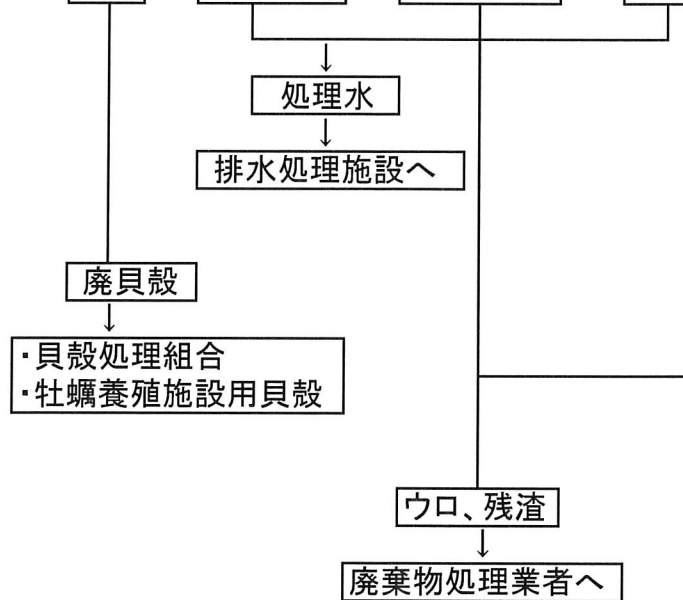 処理水
排水処理施設へ
廃貝殻
・貝殻処理組合
・牡蠣養殖施設用貝殻
ウロ、残渣
廃棄物処理業者へ